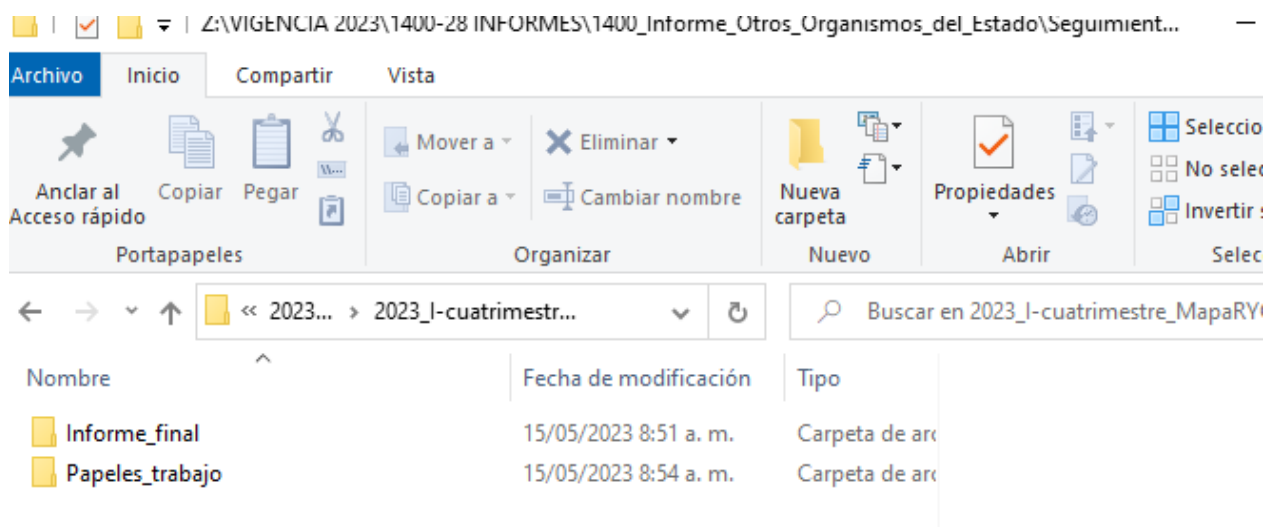 Z:\VIGENCIA 2023\1400-28 INFORMES\1400_Informe_Otros_Organismos_del_Estado\Seguimient...
Archivo Inicio Compartir Vista
Anclar al Acceso rápido
Copiar
Pegar
Mover a
Copiar a
Eliminar
Cambiar nombre
Nueva carpeta
Propiedades
Seleccio
No selec
Invertir s
Portapapeles Organizar Nuevo Abrir Selec
« 2023... > 2023_I-cuatrimestr...
Buscar en 2023_I-cuatrimestre_MapaRY
Nombre Fecha de modificación Tipo
Informe_final 15/05/2023 8:51 a. m. Carpeta de arc
Papeles_trabajo 15/05/2023 8:54 a. m. Carpeta de arc